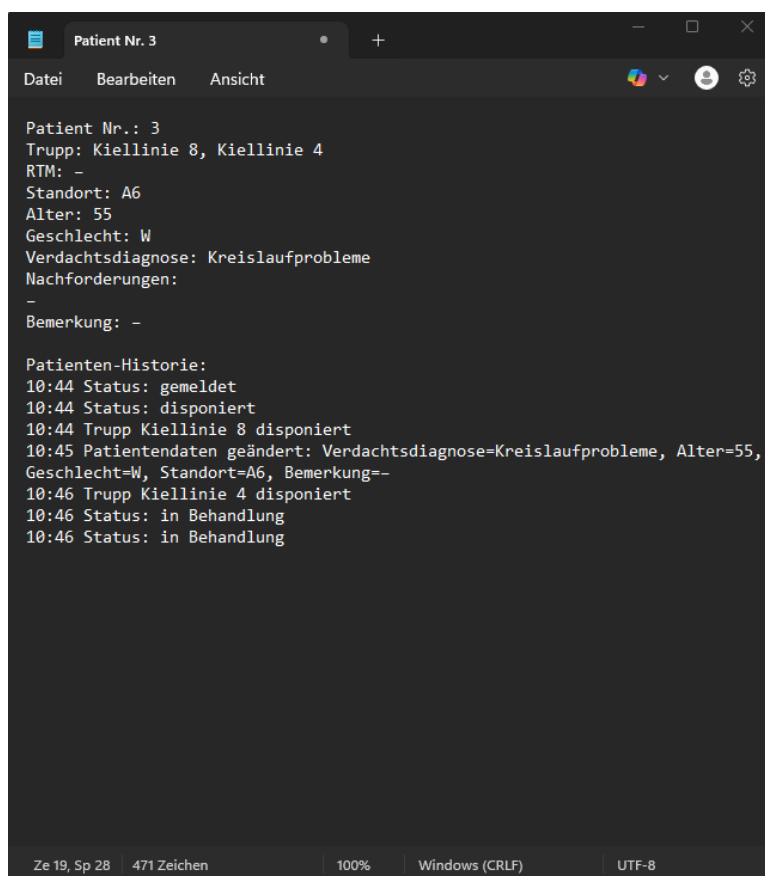 Patient Nr. 3
Datei Bearbeiten Ansicht
Patient Nr.: 3
Trupp: Kiellinie 8, Kiellinie 4
RTM: –
Standort: A6
Alter: 55
Geschlecht: W
Verdachtsdiagnose: Kreislaufprobleme
Nachforderungen:
–
Bemerkung: –
Patienten-Historie:
10:44 Status: gemeldet
10:44 Status: disponiert
10:44 Trupp Kiellinie 8 disponiert
10:45 Patientendaten geändert: Verdachtsdiagnose=Kreislaufprobleme, Alter=55,
Geschlecht=W, Standort=A6, Bemerkung=–
10:46 Trupp Kiellinie 4 disponiert
10:46 Status: in Behandlung
10:46 Status: in Behandlung
Ze 19, Sp 28 471 Zeichen 100% Windows (CRLF) UTF-8